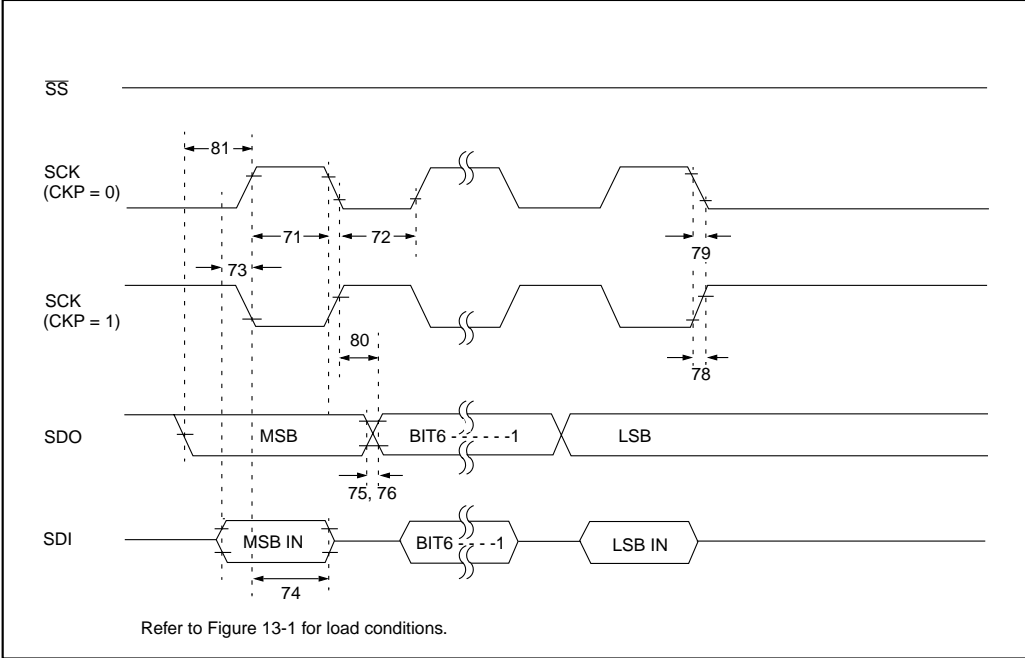 SS
81
SCK
(CKP = 0)
71
72
79
73
SCK
(CKP = 1)
80
78
SDO
MSB
BIT6 - - - - - - -1
LSB
75, 76
SDI
MSB IN
BIT6 - - - - -1
LSB IN
74
Refer to Figure 13-1 for load conditions.